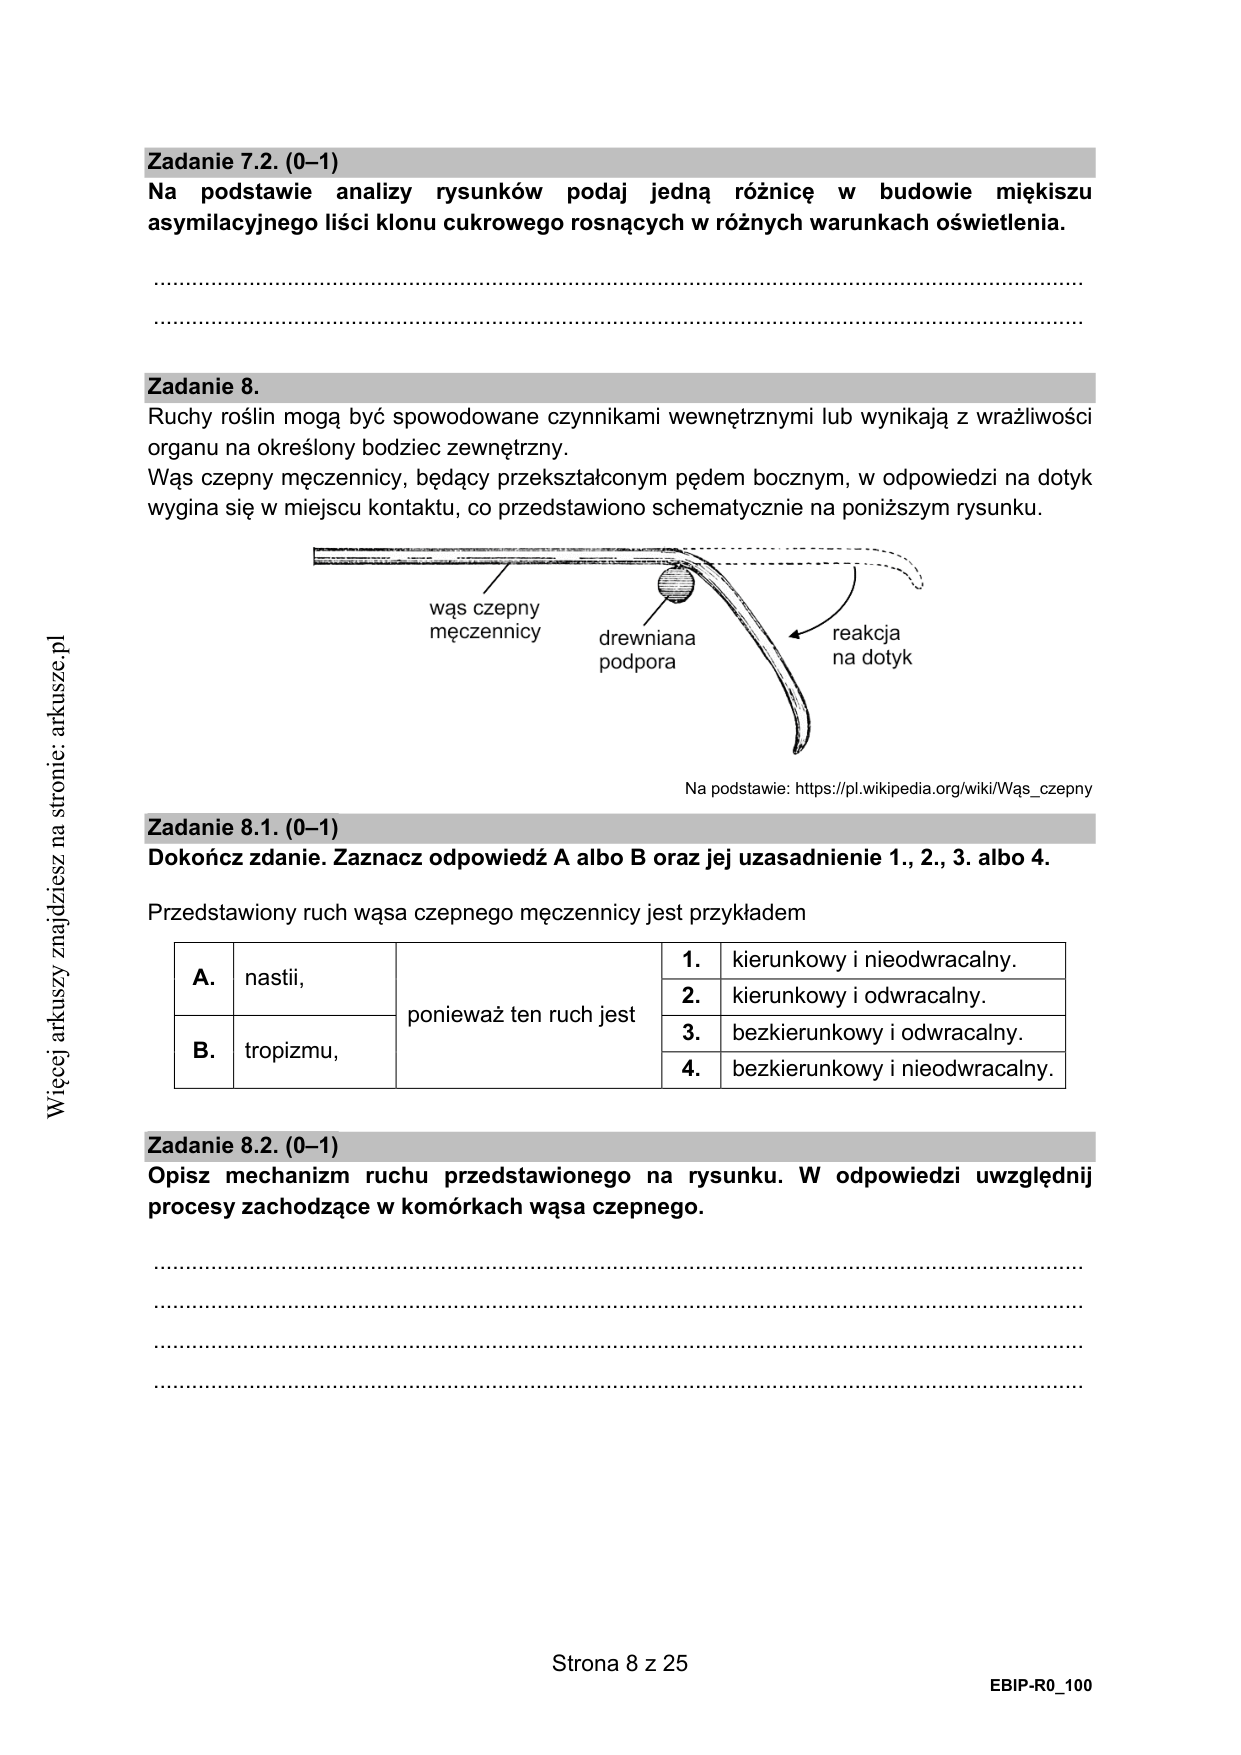 Zadanie 7.2. (0–1)
Na podstawie analizy rysunków podaj jedną różnicę w budowie miękiszu
asymilacyjnego liści klonu cukrowego rosnących w różnych warunkach oświetlenia.
....................................................................................................................................................
....................................................................................................................................................
Zadanie 8.
Ruchy roślin mogą być spowodowane czynnikami wewnętrznymi lub wynikają z wrażliwości
organu na określony bodziec zewnętrzny.
Wąs czepny męczennicy, będący przekształconym pędem bocznym, w odpowiedzi na dotyk
wygina się w miejscu kontaktu, co przedstawiono schematycznie na poniższym rysunku.
wąs czepny
męczennicy
drewniana
podpora
reakcja
na dotyk
Na podstawie: https://pl.wikipedia.org/wiki/Wąs_czepny
Zadanie 8.1. (0–1)
Dokończ zdanie. Zaznacz odpowiedź A albo B oraz jej uzasadnienie 1., 2., 3. albo 4.
Przedstawiony ruch wąsa czepnego męczennicy jest przykładem
A. nastii,
B. tropizmu,
ponieważ ten ruch jest
1. kierunkowy i nieodwracalny.
2. kierunkowy i odwracalny.
3. bezkierunkowy i odwracalny.
4. bezkierunkowy i nieodwracalny.
Zadanie 8.2. (0–1)
Opisz mechanizm ruchu przedstawionego na rysunku. W odpowiedzi uwzględnij
procesy zachodzące w komórkach wąsa czepnego.
....................................................................................................................................................
....................................................................................................................................................
....................................................................................................................................................
....................................................................................................................................................
Strona 8 z 25
EBIP-R0_100
Więcej arkuszy znajdziesz na stronie: arkusze.pl